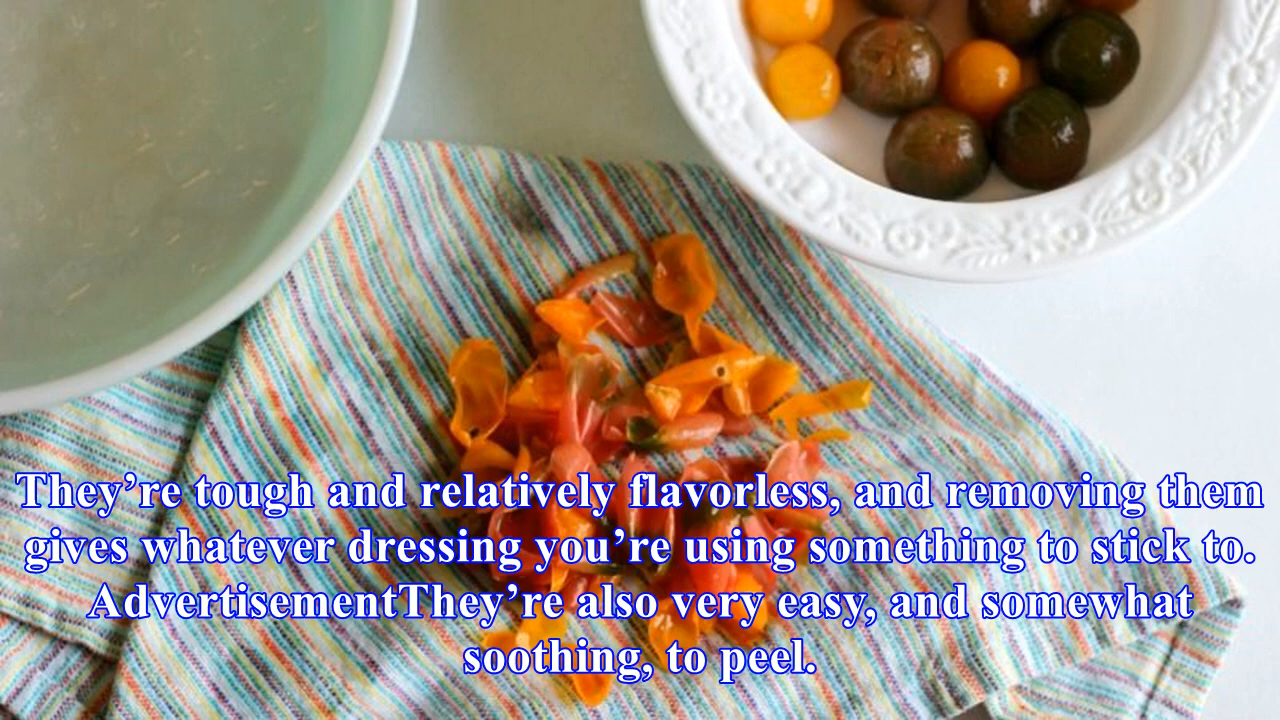 They’re tough and relatively flavorless, and removing them
gives whatever dressing you’re using something to stick to.
AdvertisementThey’re also very easy, and somewhat
soothing, to peel.